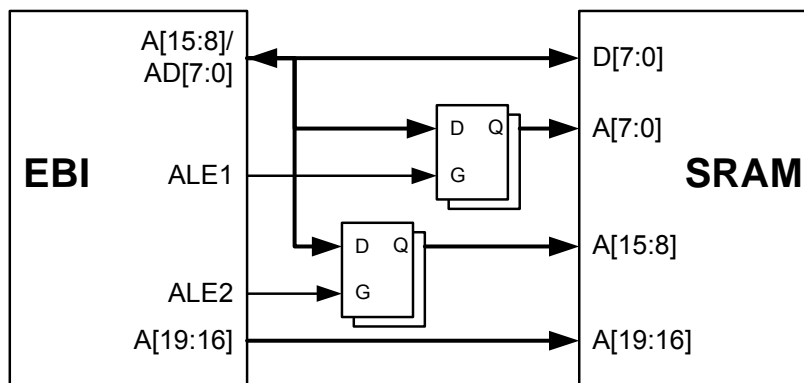 A[15:8]/
AD[7:0]
D[7:0]
D Q
A[7:0]
EBI
ALE1
G
SRAM
D Q
A[15:8]
ALE2
G
A[19:16]
A[19:16]